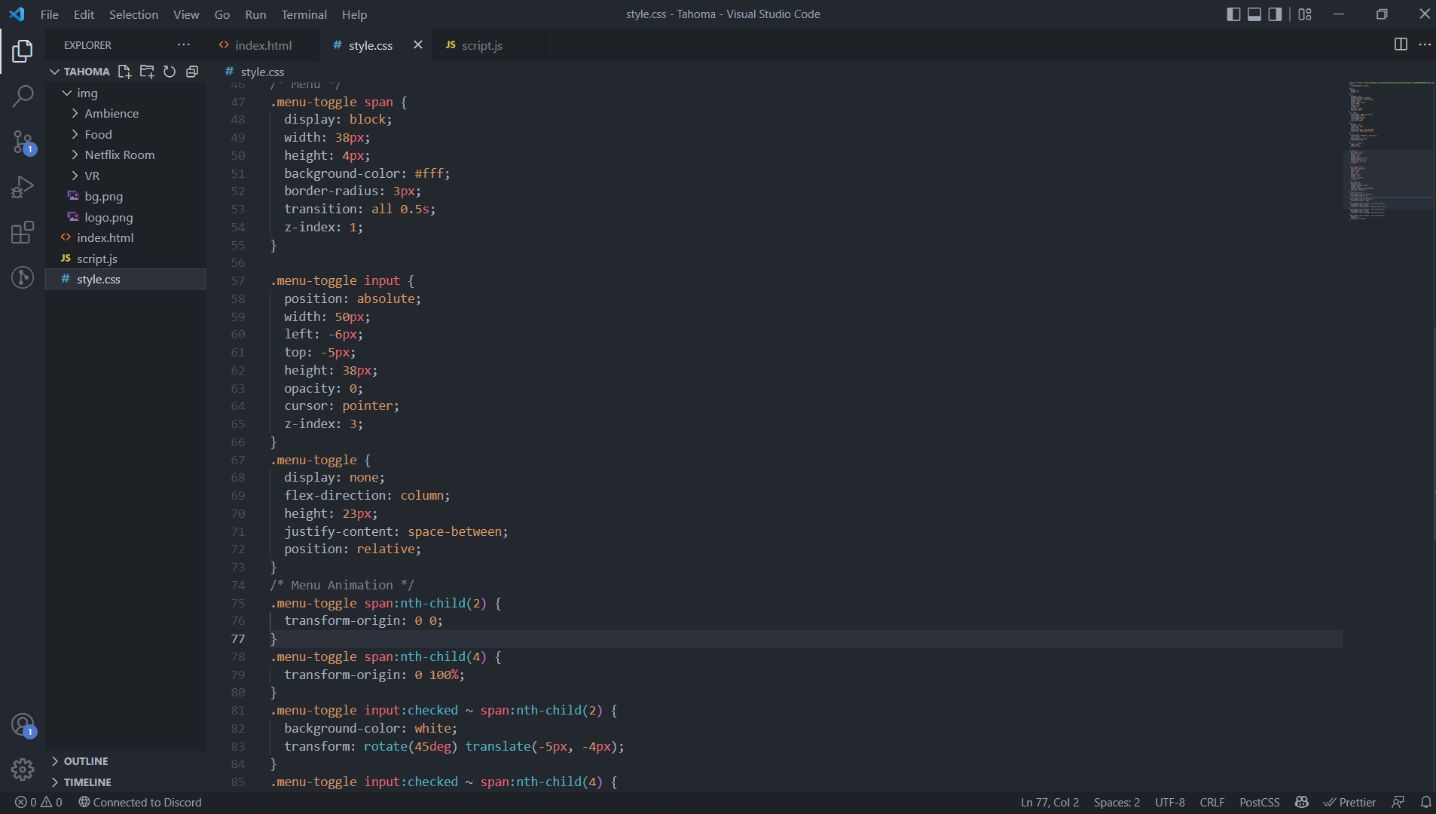 File Edit Selection View Go Run Terminal Help
style.css - Tahoma - Visual Studio Code
EXPLORER
index.html
# style.css
JS script.js
TAHOMA
# style.css
img
Ambience
Food
Netflix Room
VR
bg.png
logo.png
index.html
JS script.js
# style.css
1
1
OUTLINE
TIMELINE
46 /* Menu */
47 .menu-toggle span {
48 display: block;
49 width: 38px;
50 height: 4px;
51 background-color: #fff;
52 border-radius: 3px;
53 transition: all 0.5s;
54 z-index: 1;
55 }
56
57 .menu-toggle input {
58 position: absolute;
59 width: 50px;
60 left: -6px;
61 top: -5px;
62 height: 38px;
63 opacity: 0;
64 cursor: pointer;
65 z-index: 3;
66 }
67 .menu-toggle {
68 display: none;
69 flex-direction: column;
70 height: 23px;
71 justify-content: space-between;
72 position: relative;
73 }
74 /* Menu Animation */
75 .menu-toggle span:nth-child(2) {
76 transform-origin: 0 0;
77 }
78 .menu-toggle span:nth-child(4) {
79 transform-origin: 0 100%;
80 }
81 .menu-toggle input:checked ~ span:nth-child(2) {
82 background-color: white;
83 transform: rotate(45deg) translate(-5px, -4px);
84 }
85 .menu-toggle input:checked ~ span:nth-child(4) {
0 0 Connected to Discord
Ln 77, Col 2 Spaces: 2 UTF-8 CRLF PostCSS Prettier